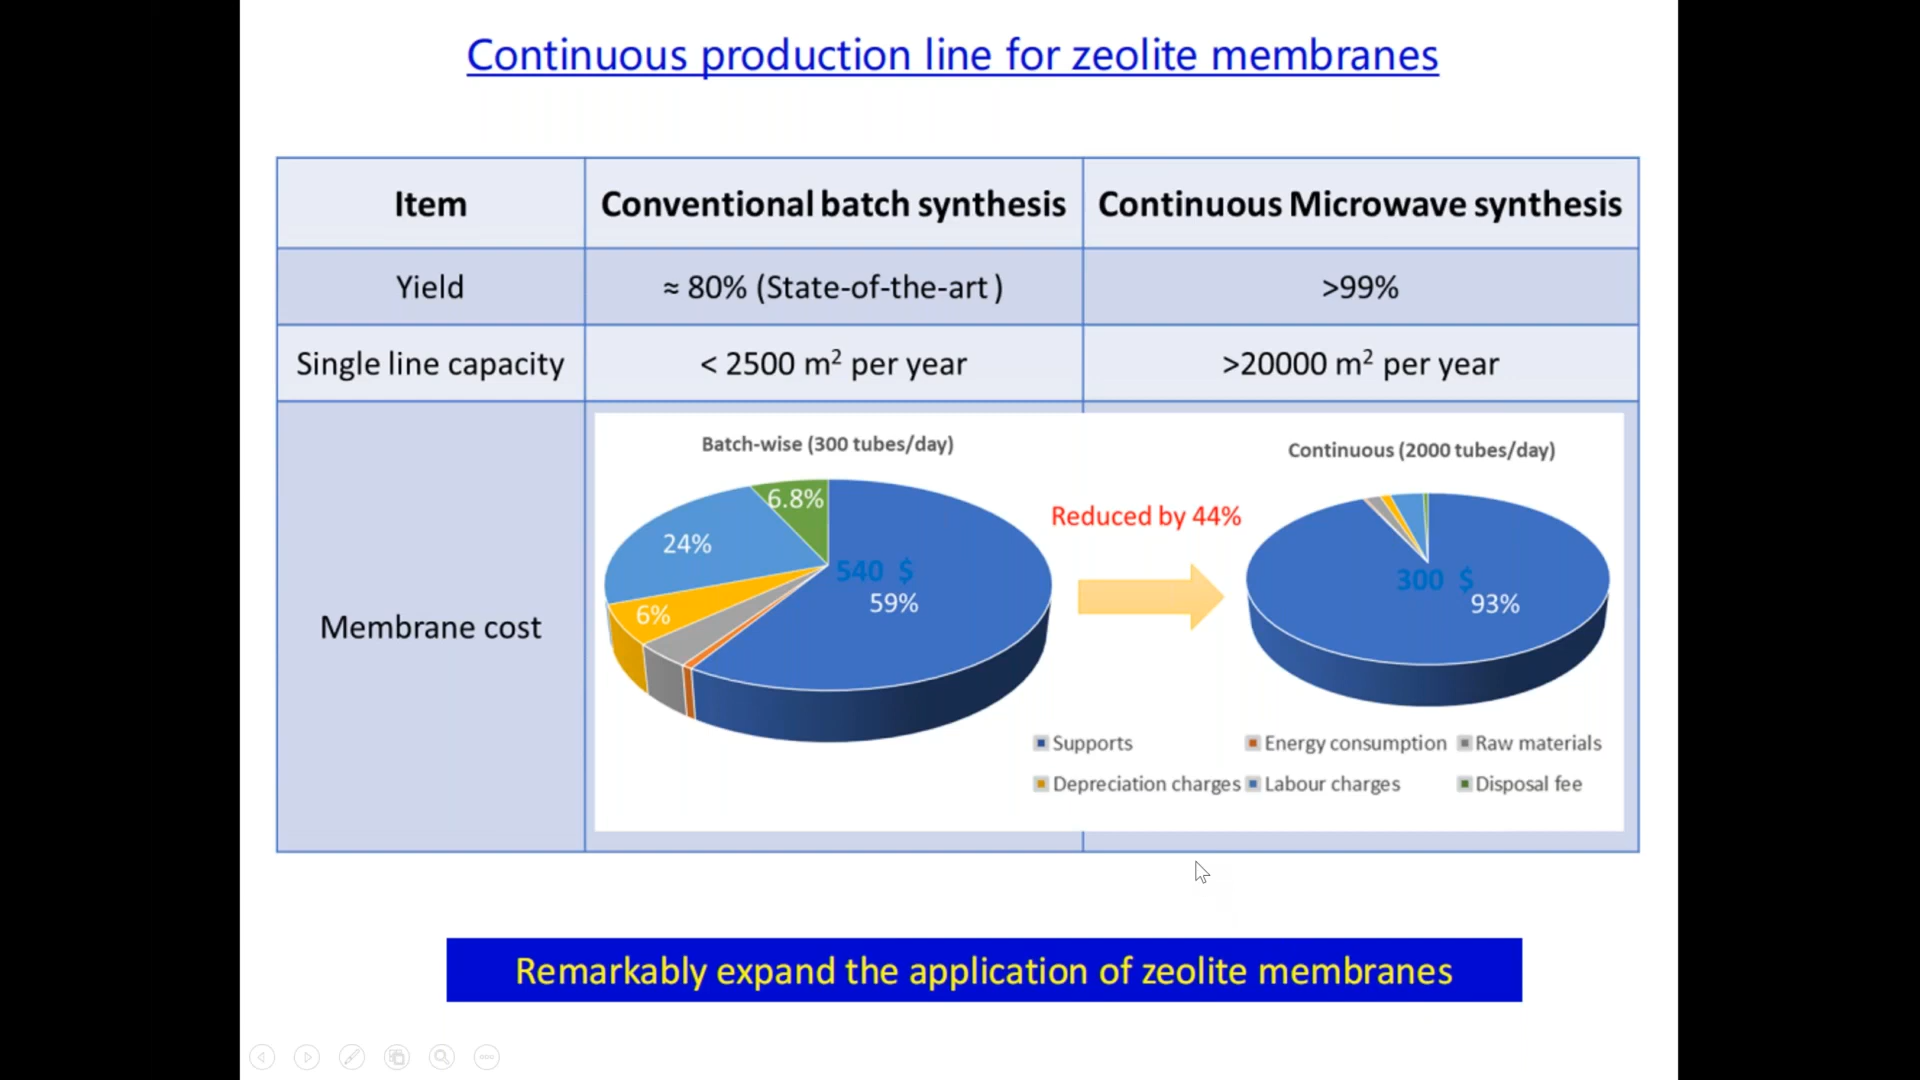 Continuous production line for zeolite membranes
Item
Conventional batch synthesis
Continuous Microwave synthesis
Yield
≈ 80% (State-of-the-art)
>99%
Single line capacity
< 2500 m² per year
>20000 m² per year
Membrane cost
Batch-wise (300 tubes/day)
6.8%
24%
6%
540 $
59%
Reduced by 44%
Continuous (2000 tubes/day)
300 $
93%
Supports
Energy consumption
Raw materials
Depreciation charges
Labour charges
Disposal fee
Remarkably expand the application of zeolite membranes